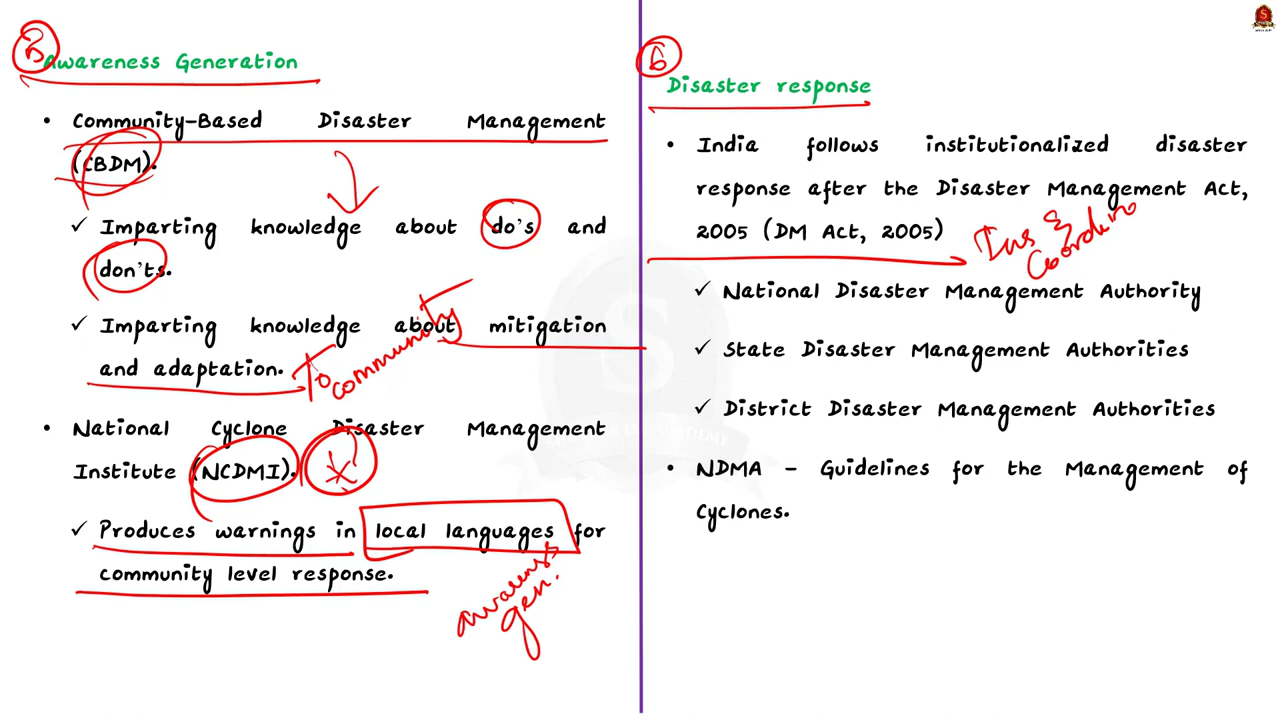 5
Awareness Generation
• Community-Based Disaster Management
(CBDM).
✓ Imparting knowledge about do's and
don'ts.
✓ Imparting knowledge about mitigation
and adaptation.
To community
• National Cyclone Disaster Management
Institute (NCDMI).
✓ Produces warnings in local languages for
community level response.
awareness
gen.
6
Disaster response
• India follows institutionalized disaster
response after the Disaster Management Act,
2005 (DM Act, 2005)
Ins &
Coordin
✓ National Disaster Management Authority
✓ State Disaster Management Authorities
✓ District Disaster Management Authorities
• NDMA – Guidelines for the Management of
Cyclones.